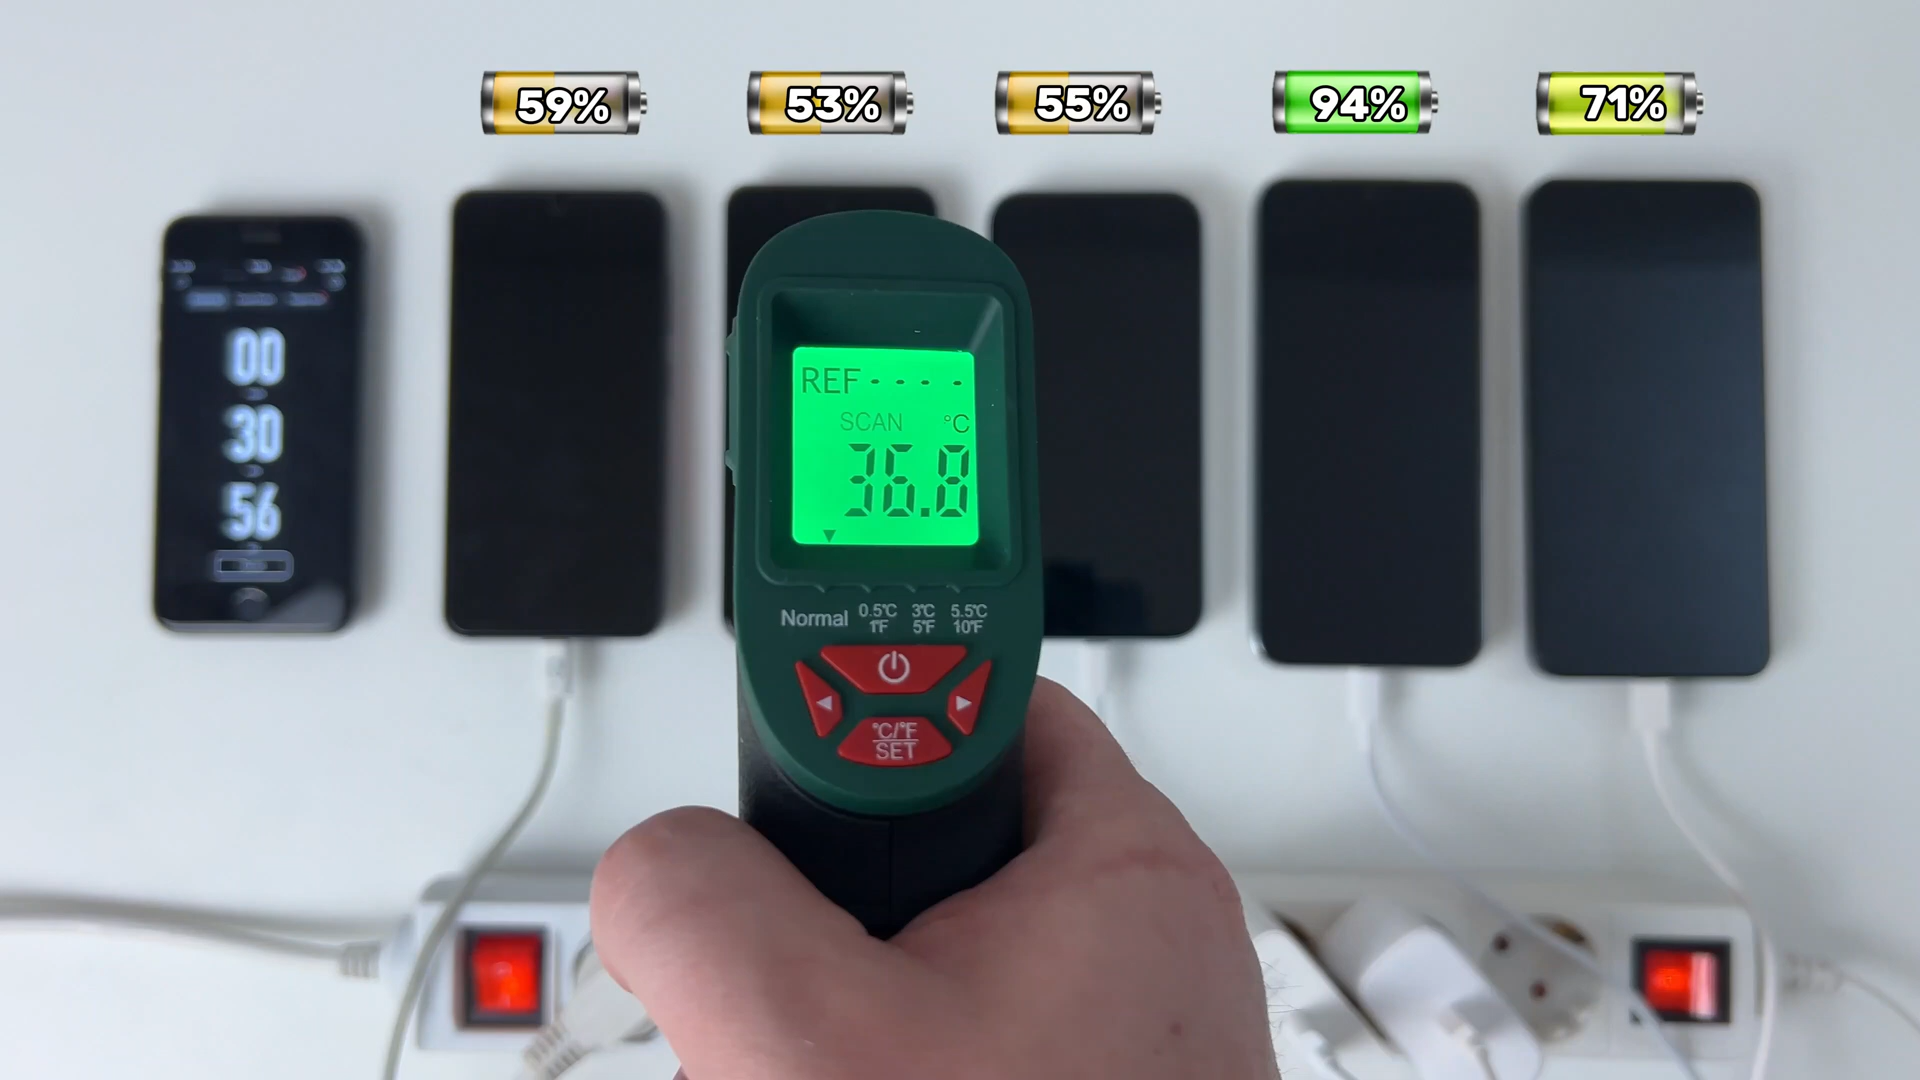 59%
53%
55%
94%
71%
00
30
56
REF - - - -
SCAN °C
36.8
Normal 0.5°C 3°C 5.5°C
1°F 5°F 10°F
°C/°F
SET